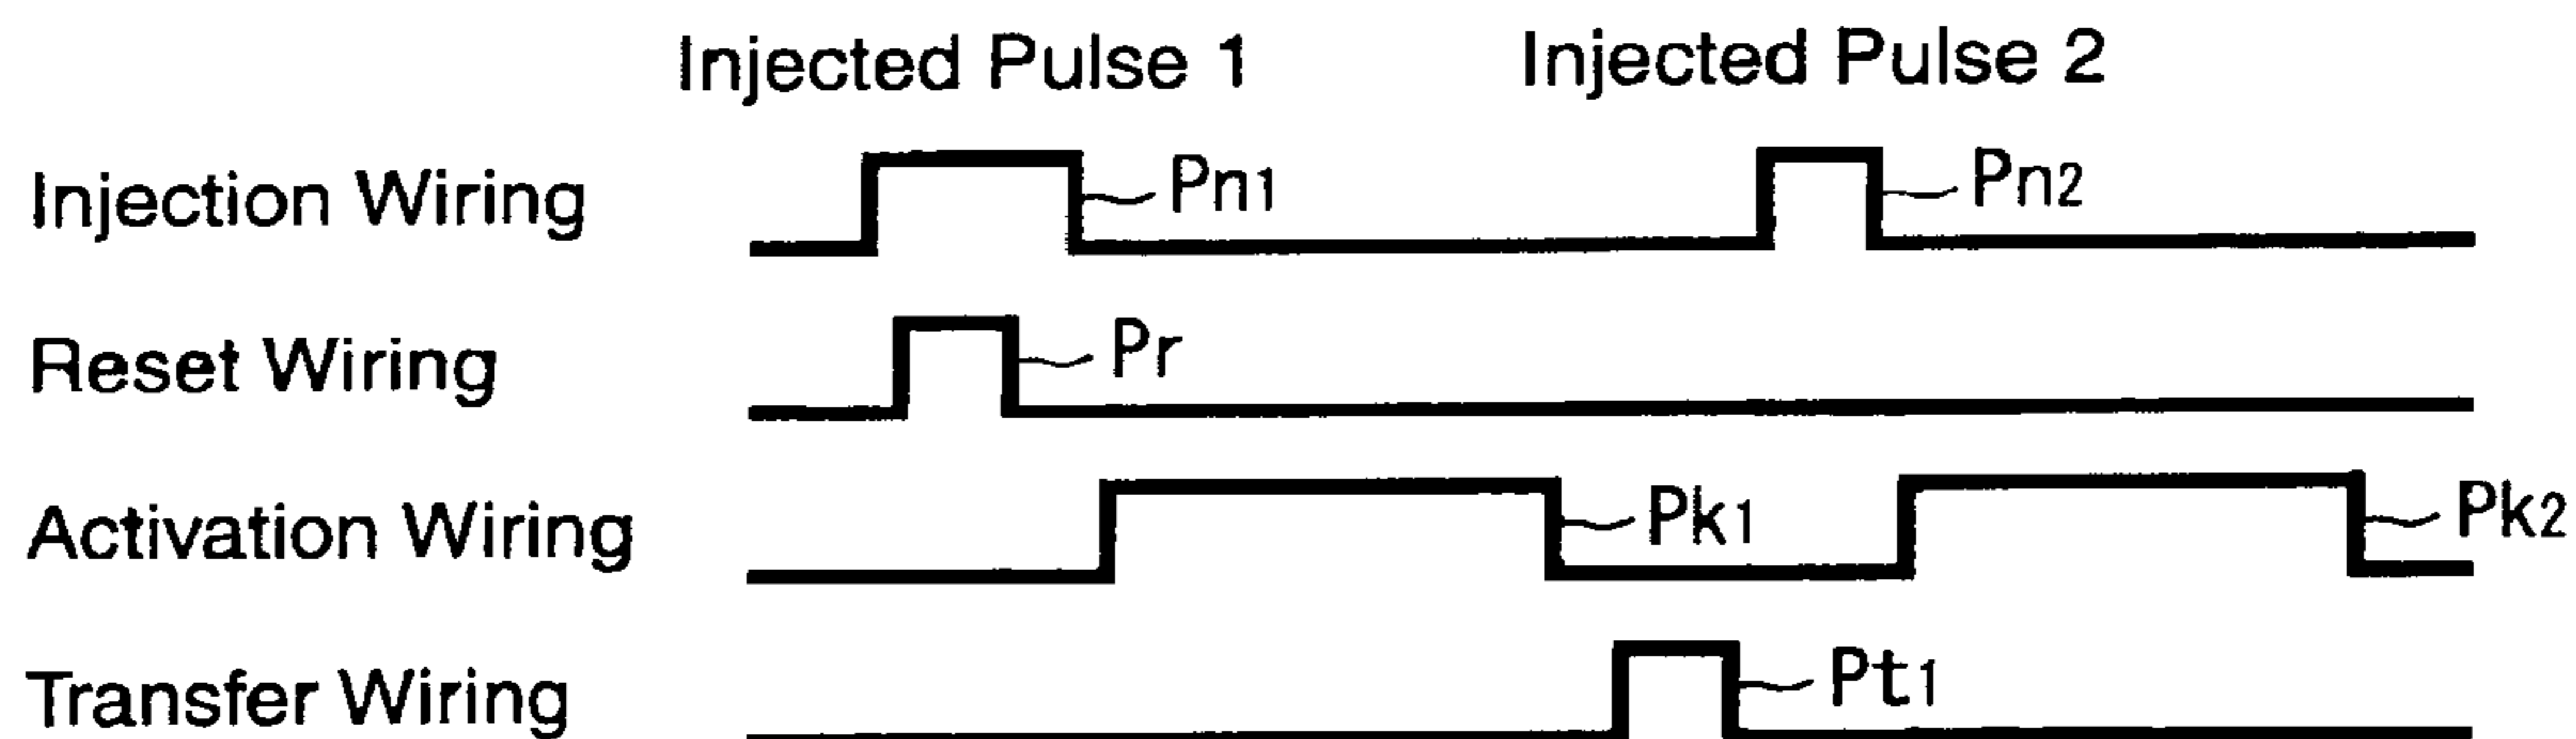 Injected Pulse 1 Injected Pulse 2
Injection Wiring Pn1 Pn2
Reset Wiring Pr
Activation Wiring Pk1 Pk2
Transfer Wiring Pt1